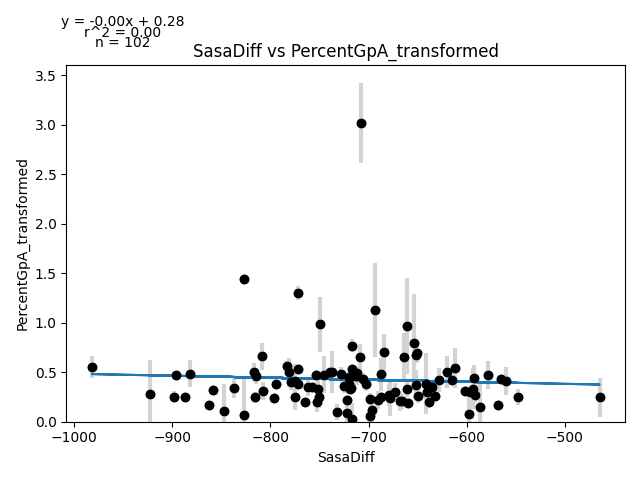 y = -0.00x + 0.28
r^2 = 0.00
n = 102
SasaDiff vs PercentGpA_transformed
PercentGpA_transformed
3.5
3.0
2.5
2.0
1.5
1.0
0.5
0.0
−1000 −900 −800 −700 −600 −500
SasaDiff